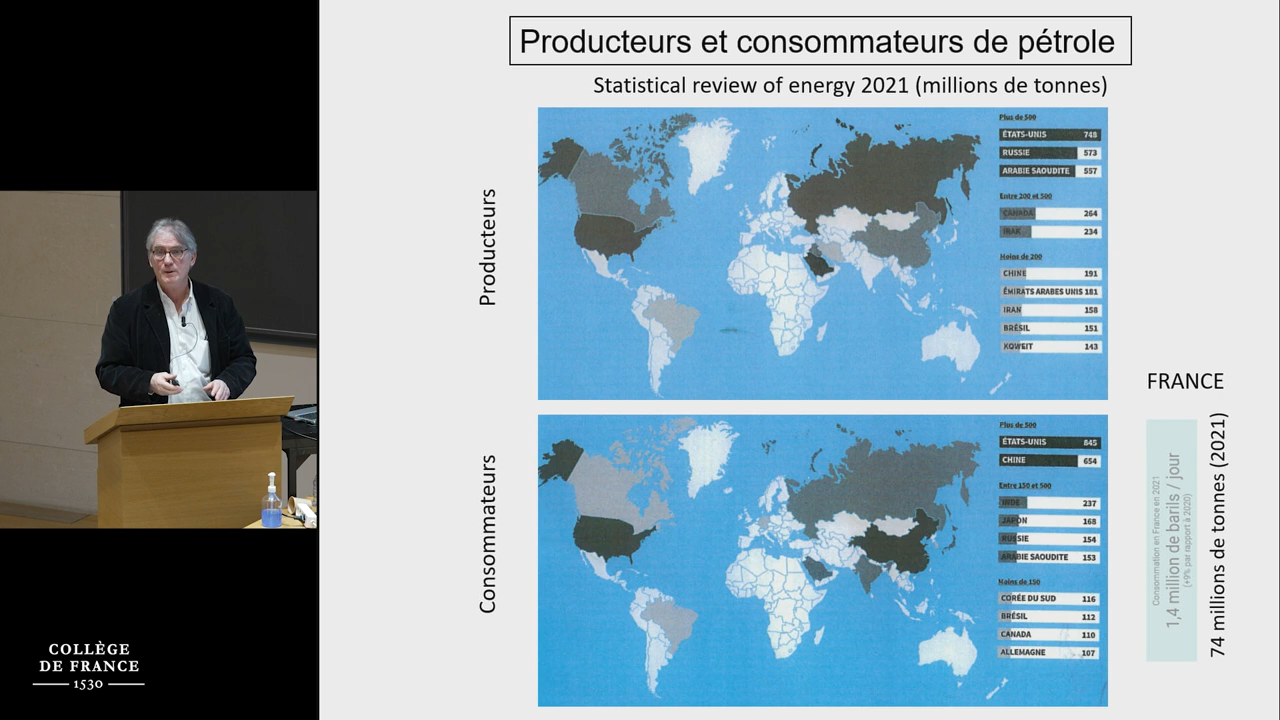 Producteurs et consommateurs de pétrole
Statistical review of energy 2021 (millions de tonnes)
Producteurs
Plus de 500
ÉTATS-UNIS 748
RUSSIE 573
ARABIE SAOUDITE 557
Entre 200 et 500
CANADA 264
IRAK 234
Moins de 200
CHINE 191
ÉMIRATS ARABES UNIS 181
IRAN 158
BRÉSIL 151
KOWEIT 143
Consommateurs
Plus de 500
ÉTATS-UNIS 845
CHINE 654
Entre 150 et 500
INDE 237
JAPON 168
RUSSIE 154
ARABIE SAOUDITE 153
Moins de 150
CORÉE DU SUD 116
BRÉSIL 112
CANADA 110
ALLEMAGNE 107
FRANCE
Consommation en France en 2021
1,4 million de barils / jour
(+9% par rapport à 2020)
74 millions de tonnes (2021)
COLLÈGE
DE FRANCE
1530